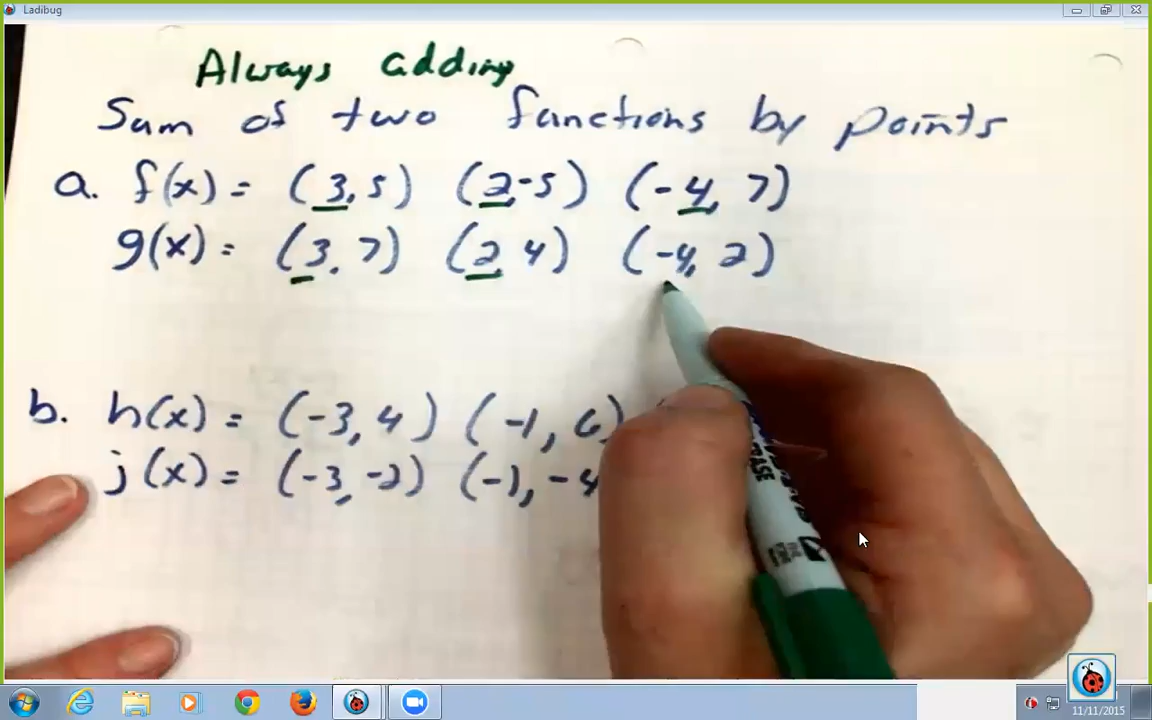 Ladibug
Always adding
Sum of two functions by points
a. f(x) = (3,5) (2,-5) (-4, 7)
g(x) = (3,7) (2,4) (-4,2)
b. h(x) = (-3,4) (-1,6)
j(x) = (-3,-2) (-1,-4
ERASE
11/11/2015